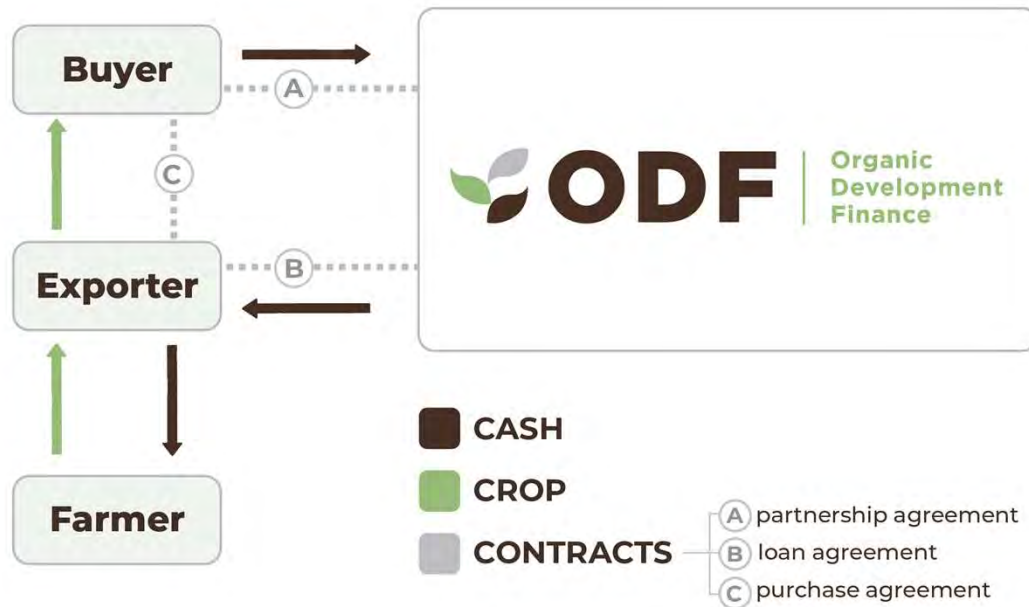 Buyer
A
C
ODF
Organic
Development
Finance
Exporter
B
Farmer
CASH
CROP
CONTRACTS
A partnership agreement
B loan agreement
C purchase agreement